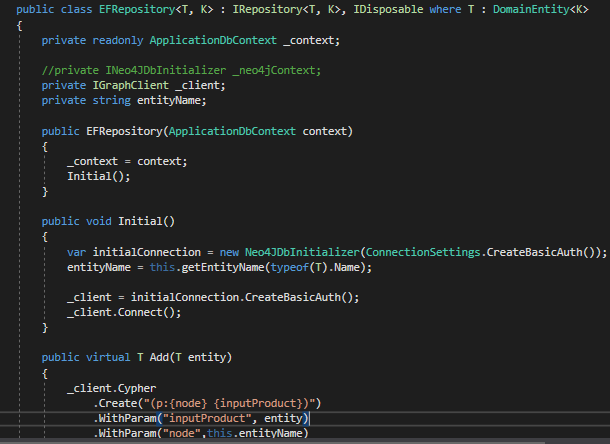 public class EFRepository<T, K> : IRepository<T, K>, IDisposable where T : DomainEntity<K>
{
private readonly ApplicationDbContext _context;
//private INeo4JDbInitializer _neo4jContext;
private IGraphClient _client;
private string entityName;
public EFRepository(ApplicationDbContext context)
{
_context = context;
Initial();
}
public void Initial()
{
var initialConnection = new Neo4JDbInitializer(ConnectionSettings.CreateBasicAuth());
entityName = this.getEntityName(typeof(T).Name);
_client = initialConnection.CreateBasicAuth();
_client.Connect();
}
public virtual T Add(T entity)
{
_client.Cypher
.Create("(p:{node} {inputProduct})")
.WithParam("inputProduct", entity)
.WithParam("node",this.entityName)